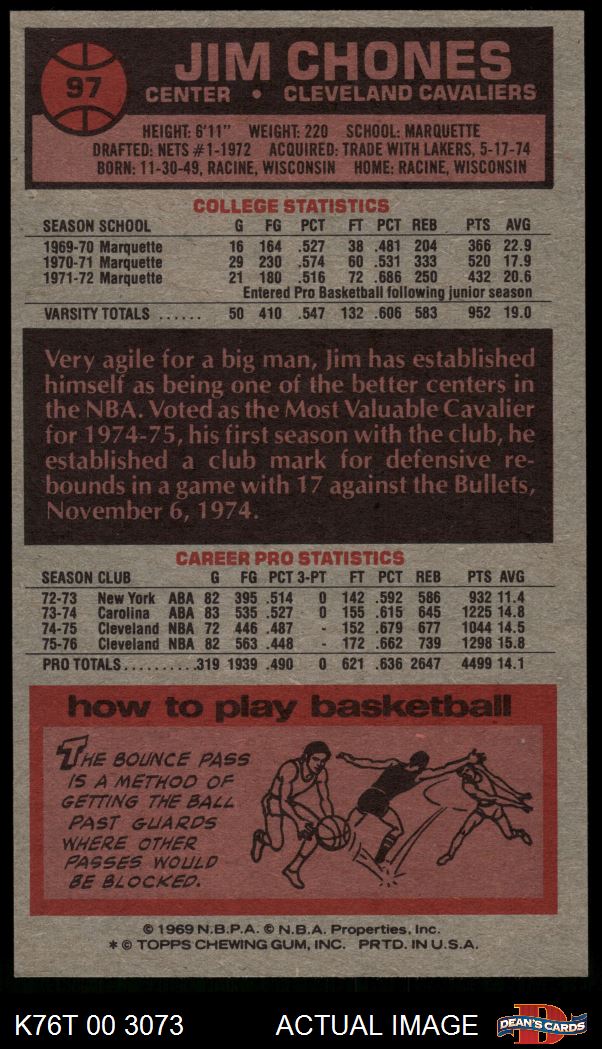 97
JIM CHONES
CENTER • CLEVELAND CAVALIERS
HEIGHT: 6'11" WEIGHT: 220 SCHOOL: MARQUETTE
DRAFTED: NETS #1-1972 ACQUIRED: TRADE WITH LAKERS, 5-17-74
BORN: 11-30-49, RACINE, WISCONSIN HOME: RACINE, WISCONSIN
COLLEGE STATISTICS
SEASON SCHOOL G FG PCT FT PCT REB PTS AVG
1969-70 Marquette 16 164 .527 38 .481 204 366 22.9
1970-71 Marquette 29 230 .574 60 .531 333 520 17.9
1971-72 Marquette 21 180 .516 72 .686 250 432 20.6
Entered Pro Basketball following junior season
VARSITY TOTALS ...... 50 410 .547 132 .606 583 952 19.0
Very agile for a big man, Jim has established
himself as being one of the better centers in
the NBA. Voted as the Most Valuable Cavalier
for 1974-75, his first season with the club, he
established a club mark for defensive re-
bounds in a game with 17 against the Bullets,
November 6, 1974.
CAREER PRO STATISTICS
SEASON CLUB G FG PCT 3-PT FT PCT REB PTS AVG
72-73 New York ABA 82 395 .514 0 142 .592 586 932 11.4
73-74 Carolina ABA 83 535 .527 0 155 .615 645 1225 14.8
74-75 Cleveland NBA 72 446 .487 - 152 .679 677 1044 14.5
75-76 Cleveland NBA 82 563 .448 - 172 .662 739 1298 15.8
PRO TOTALS..........319 1939 .490 0 621 .636 2647 4499 14.1
how to play basketball
THE BOUNCE PASS
IS A METHOD OF
GETTING THE BALL
PAST GUARDS
WHERE OTHER
PASSES WOULD
BE BLOCKED.
© 1969 N.B.P.A. © N.B.A. Properties, Inc.
* © TOPPS CHEWING GUM, INC. PRTD. IN U.S.A.
K76T 00 3073 ACTUAL IMAGE DEAN'S CARDS